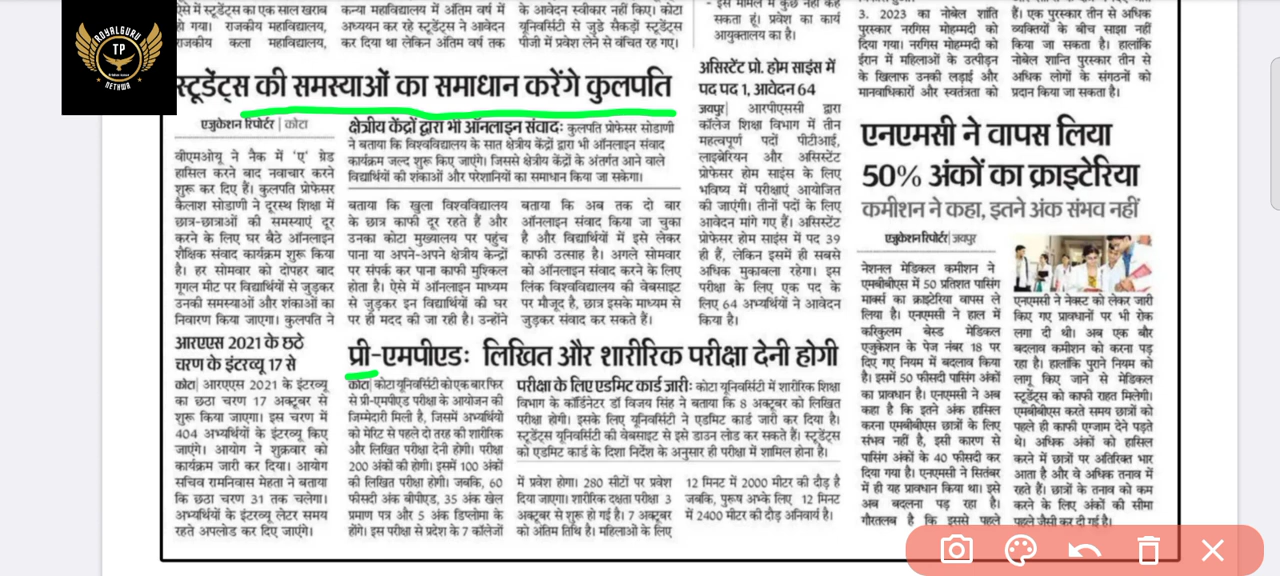 ROYALGURU
TP
NETWRK
ऐसे में स्टूडेंट्स का एक साल खराब
हो गया। राजकीय महाविद्यालय,
राजकीय कला महाविद्यालय,
कन्या महाविद्यालय में अंतिम वर्ष में
अध्ययन कर रहे स्टूडेंट्स ने आवेदन
कर दिया था लेकिन अंतिम वर्ष तक
के आवेदन स्वीकार नहीं किए। कोटा
यूनिवर्सिटी से जुड़े सैकड़ों स्टूडेंट्स
पीजी में प्रवेश लेने से वंचित रह गए।
सकता हूं। प्रवेश का कार्य
आयुक्तालय का है।
स्टूडेंट्स की समस्याओं का समाधान करेंगे कुलपति
एजुकेशन रिपोर्टर | कोटा
वीएमओयू ने नैक में 'ए' ग्रेड
हासिल करने बाद नवाचार करने
शुरू कर दिए हैं। कुलपति प्रोफेसर
कैलाश सोडाणी ने दूरस्थ शिक्षा में
छात्र-छात्राओं की समस्याएं दूर
करने के लिए घर बैठे ऑनलाइन
शैक्षिक संवाद कार्यक्रम शुरू किया
है। हर सोमवार को दोपहर बाद
गूगल मीट पर विद्यार्थियों से जुड़कर
उनकी समस्याओं और शंकाओं का
निवारण किया जाएगा। कुलपति ने
क्षेत्रीय केंद्रों द्वारा भी ऑनलाइन संवादः कुलपति प्रोफेसर सोडाणी
ने बताया कि विश्वविद्यालय के सात क्षेत्रीय केंद्रों द्वारा भी ऑनलाइन संवाद
कार्यक्रम जल्द शुरू किए जाएंगे। जिससे क्षेत्रीय केंद्रों के अंतर्गत आने वाले
विद्यार्थियों की शंकाओं और परेशानियों का समाधान किया जा सकेगा।
बताया कि खुला विश्वविद्यालय
के छात्र काफी दूर रहते हैं और
उनका कोटा मुख्यालय पर पहुंच
पाना या अपने-अपने क्षेत्रीय केन्द्रों
पर संपर्क कर पाना काफी मुश्किल
होता है। ऐसे में ऑनलाइन माध्यम
से जुड़कर इन विद्यार्थियों की घर
पर ही मदद की जा रही है। उन्होंने
बताया कि अब तक दो बार
ऑनलाइन संवाद किया जा चुका
है और विद्यार्थियों में इसे लेकर
काफी उत्साह है। अगले सोमवार
को ऑनलाइन संवाद करने के लिए
लिंक विश्वविद्यालय की वेबसाइट
पर मौजूद है, छात्र इसके माध्यम से
जुड़कर संवाद कर सकते हैं।
असिस्टेंट प्रो. होम साइंस में
पद पद 1, आवेदन 64
जयपुर| आरपीएससी द्वारा
कॉलेज शिक्षा विभाग में तीन
महत्वपूर्ण पदों पीटीआई,
लाइब्रेरियन और असिस्टेंट
प्रोफेसर होम साइंस के लिए
भविष्य में परीक्षाएं आयोजित
की जाएंगी। तीनों पदों के लिए
आवेदन मांगे गए हैं। असिस्टेंट
प्रोफेसर होम साइंस में पद 39
ही हैं, लेकिन इसमें ही सबसे
अधिक मुकाबला रहेगा। इस
परीक्षा के लिए एक पद के
लिए 64 अभ्यर्थियों ने आवेदन
किया है।
3. 2023 का नोबेल शांति
पुरस्कार नरगिस मोहम्मदी को
दिया गया। नरगिस मोहम्मदी को
ईरान में महिलाओं के उत्पीड़न
के खिलाफ उनकी लड़ाई और
मानवाधिकारों और स्वतंत्रता को
हैं। एक पुरस्कार तीन से अधिक
व्यक्तियों के बीच साझा नहीं
किया जा सकता है। हालांकि
नोबेल शान्ति पुरस्कार तीन से
अधिक लोगों के संगठनों को
प्रदान किया जा सकता है।
एनएमसी ने वापस लिया
50% अंकों का क्राइटेरिया
कमीशन ने कहा, इतने अंक संभव नहीं
एजुकेशन रिपोर्टर| जयपुर
नेशनल मेडिकल कमीशन ने
एमबीबीएस में 50 प्रतिशत पासिंग
मार्क्स का क्राइटेरिया वापस ले
लिया है। एनएमसी ने हाल में
करिकुलम बेस्ड मेडिकल
एजुकेशन के पेज नंबर 18 पर
दिए गए नियम में बदलाव किया
है। इसमें 50 फीसदी पासिंग अंकों
का प्रावधान है। एनएमसी ने अब
कहा है कि इतने अंक हासिल
करना एमबीबीएस छात्रों के लिए
संभव नहीं है, इसी कारण से
पासिंग अंकों के 40 फीसदी कर
दिया गया है। एनएमसी ने सितंबर
में ही यह प्रावधान किया था। इसे
अब बदलना पड़ रहा है।
गौरतलब है कि इससे पहले
एनएमसी ने नेक्स्ट को लेकर जारी
किए गए प्रावधानों पर भी रोक
लगा दी थी। अब एक बौर
बदलाव कमीशन को करना पड़
रहा है। हालांकि पुराने नियम को
लागू किए जाने से मेडिकल
स्टूडेंट्स को काफी राहत मिलेगी।
एमबीबीएस करते समय छात्रों को
पहले ही काफी एग्जाम देने पड़ते
थे। अधिक अंकों को हासिल
करने में छात्रों पर अतिरिक्त भार
आता है और वे अधिक तनाव में
रहते हैं। छात्रों के तनाव को कम
करने के लिए अंकों की सीमा
पहले जैसी कर दी गई है।
आरएएस 2021 के छठे
चरण के इंटरव्यू 17 से
कोटा| आरएएस 2021 के इंटरव्यू
का छठा चरण 17 अक्टूबर से
शुरू किया जाएगा। इस चरण में
404 अभ्यर्थियों के इंटरव्यू किए
जाएंगे। आयोग ने शुक्रवार को
कार्यक्रम जारी कर दिया। आयोग
सचिव रामनिवास मेहता ने बताया
कि छठा चरण 31 तक चलेगा।
अभ्यर्थियों के इंटरव्यू लेटर समय
रहते अपलोड कर दिए जाएंगे।
प्री-एमपीएडः लिखित और शारीरिक परीक्षा देनी होगी
कोटा| कोटा यूनिवर्सिटी को एक बार फिर
से प्री-एमपीएड परीक्षा के आयोजन की
जिम्मेदारी मिली है, जिसमें अभ्यर्थियों
को मेरिट से पहले दो तरह की शारीरिक
और लिखित परीक्षा देनी होगी। परीक्षा
200 अंकों की होगी। इसमें 100 अंकों
की लिखित परीक्षा होगी। जबकि, 60
फीसदी अंक बीपीएड, 35 अंक खेल
प्रमाण पत्र और 5 अंक डिप्लोमा के
होंगे। इस परीक्षा से प्रदेश के 7 कॉलेजों
परीक्षा के लिए एडमिट कार्ड जारीः कोटा यूनिवर्सिटी में शारीरिक शिक्षा
विभाग के कॉर्डिनेटर डॉ विजय सिंह ने बताया कि 8 अक्टूबर को लिखित
परीक्षा होगी। इसके लिए यूनिवर्सिटी ने एडमिट कार्ड जारी कर दिया है।
स्टूडेंट्स यूनिवर्सिटी की वेबसाइट से इसे डाउन लोड कर सकते हैं। स्टूडेंट्स
को एडमिट कार्ड के दिशा निर्देश के अनुसार ही परीक्षा में शामिल होना है।
में प्रवेश होगा। 280 सीटों पर प्रवेश
दिया जाएगा। शारीरिक दक्षता परीक्षा 3
अक्टूबर से शुरू हो गई है। 7 अक्टूबर
को अंतिम तिथि है। महिलाओं के लिए
12 मिनट में 2000 मीटर की दौड़ है
जबकि, पुरूष अभ्के लिए 12 मिनट
में 2400 मीटर की दौड़ अनिवार्य है।